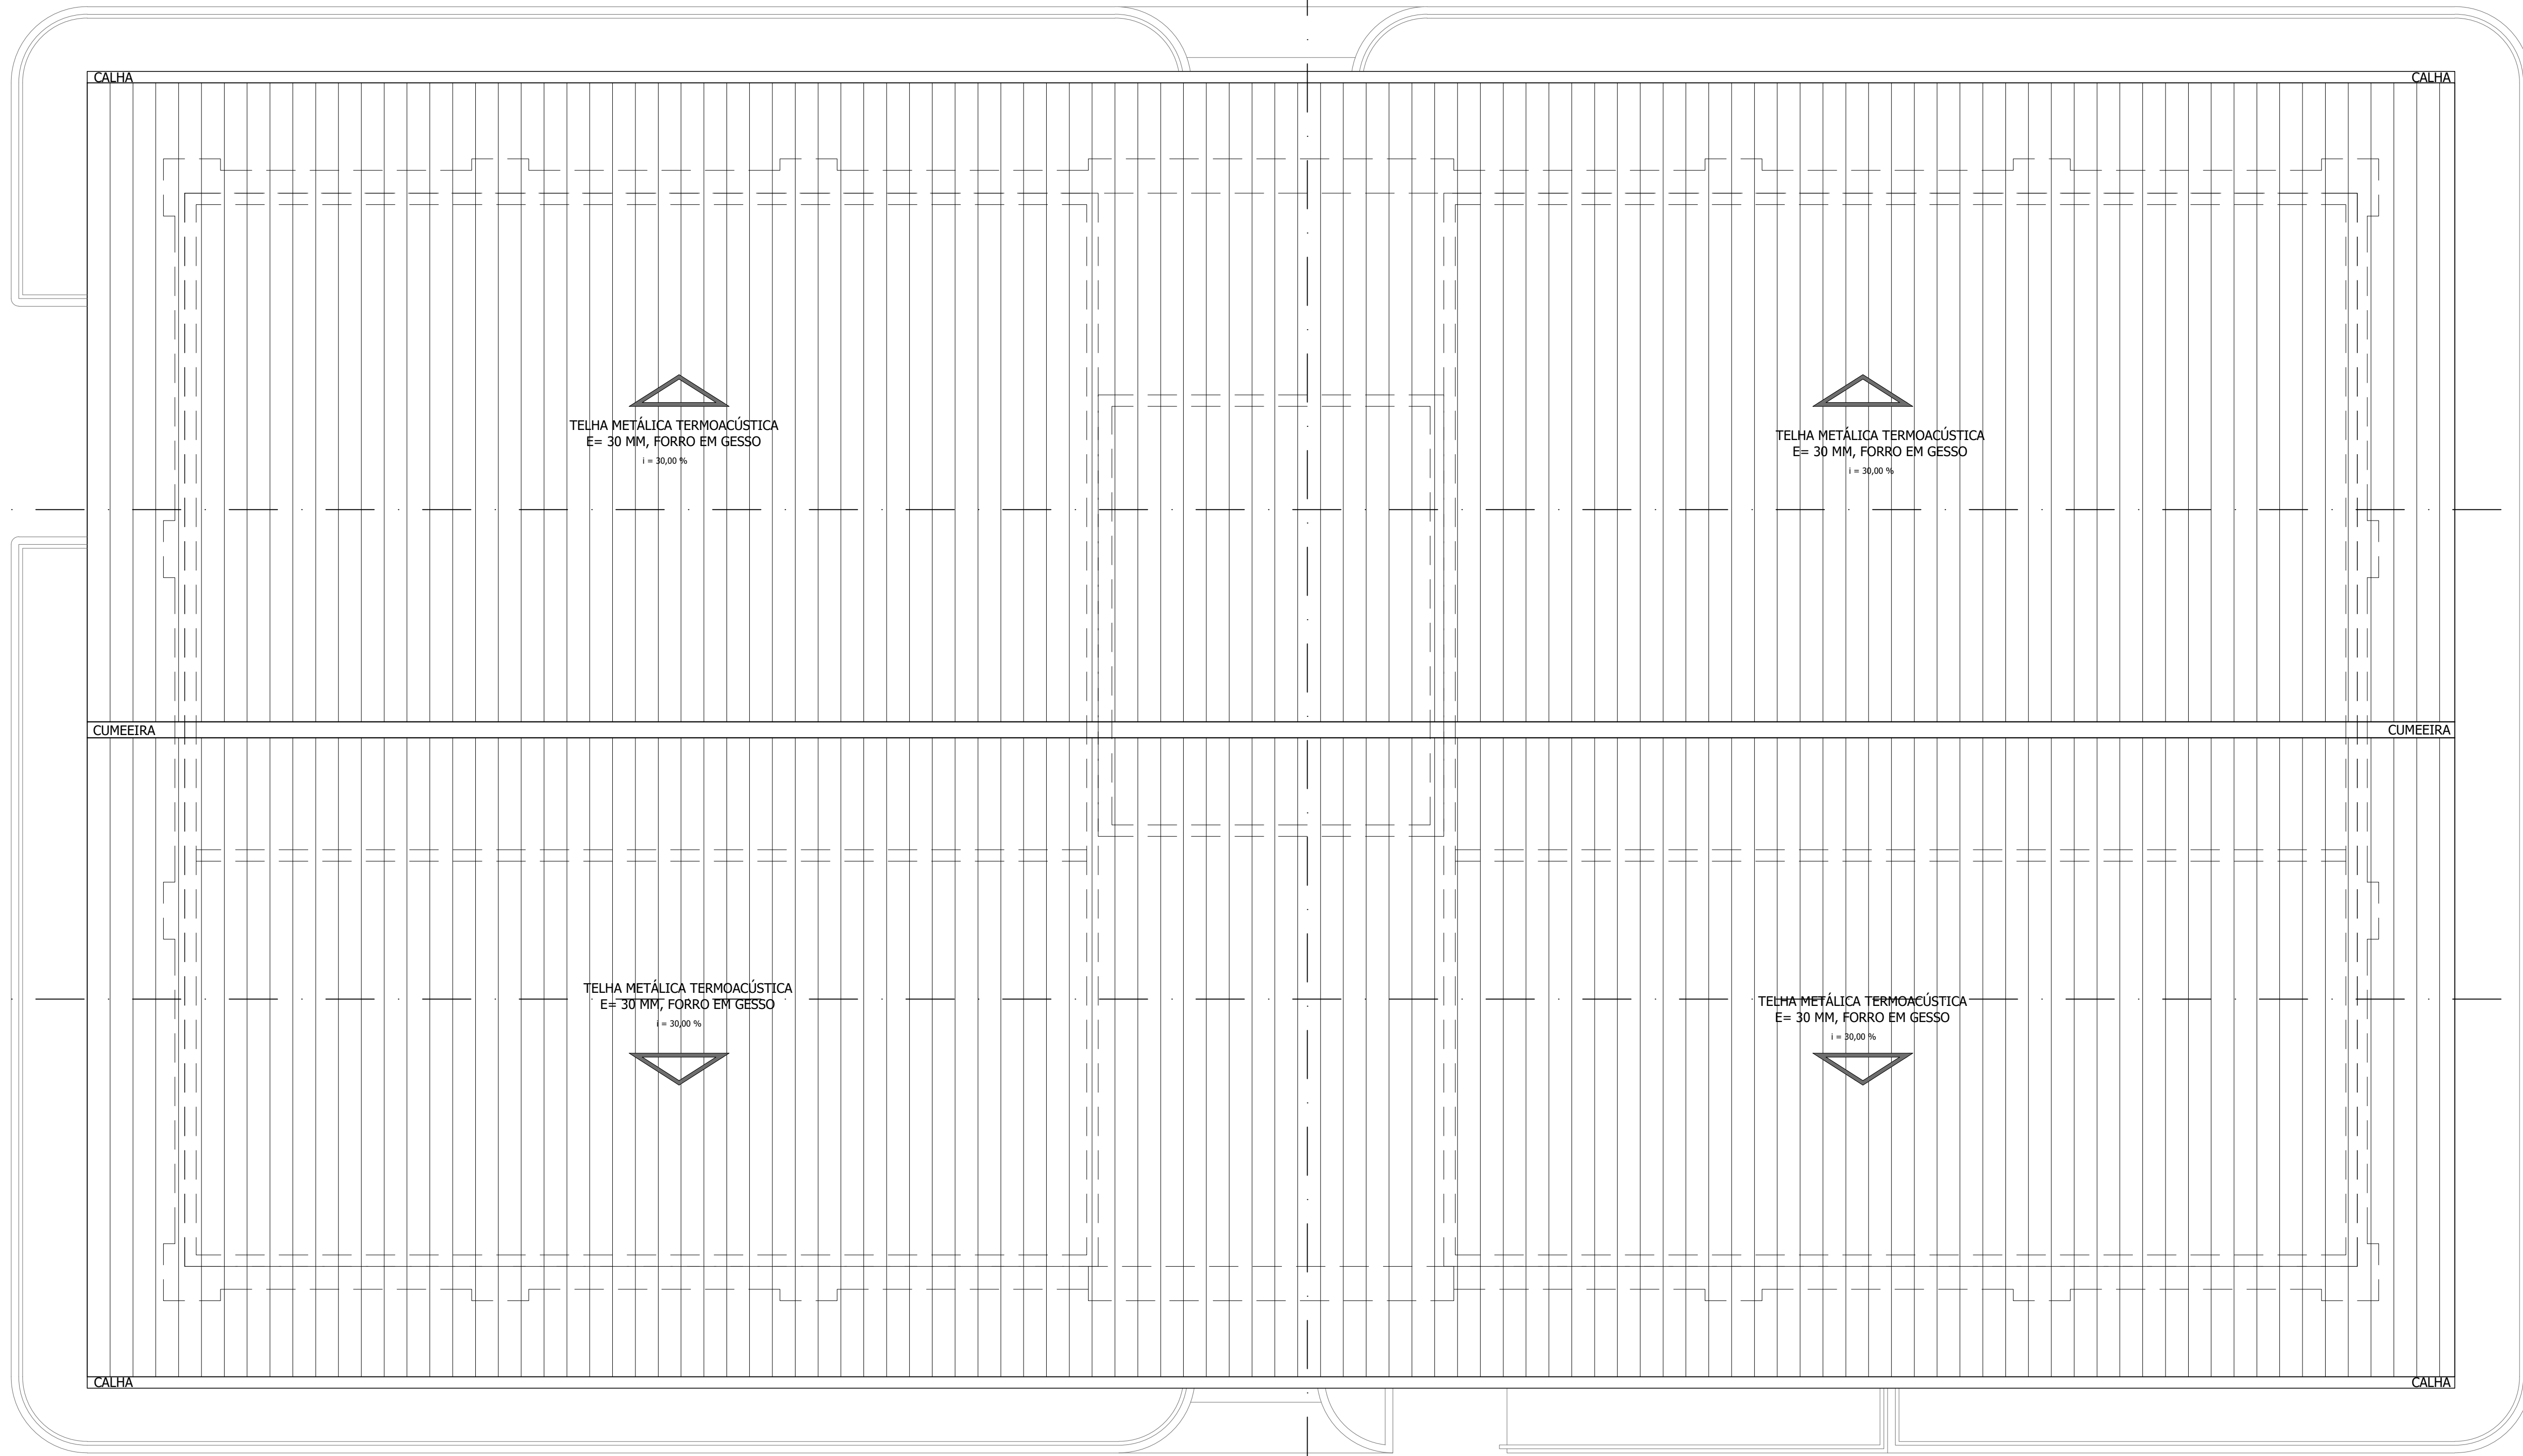 CALHA
CALHA
TELHA METÁLICA TERMOACÚSTICA
E= 30 MM, FORRO EM GESSO
i = 30,00 %
TELHA METÁLICA TERMOACÚSTICA
E= 30 MM, FORRO EM GESSO
i = 30,00 %
CUMEEIRA
CUMEEIRA
TELHA METÁLICA TERMOACÚSTICA
E= 30 MM, FORRO EM GESSO
i = 30,00 %
TELHA METÁLICA TERMOACÚSTICA
E= 30 MM, FORRO EM GESSO
i = 30,00 %
CALHA
CALHA